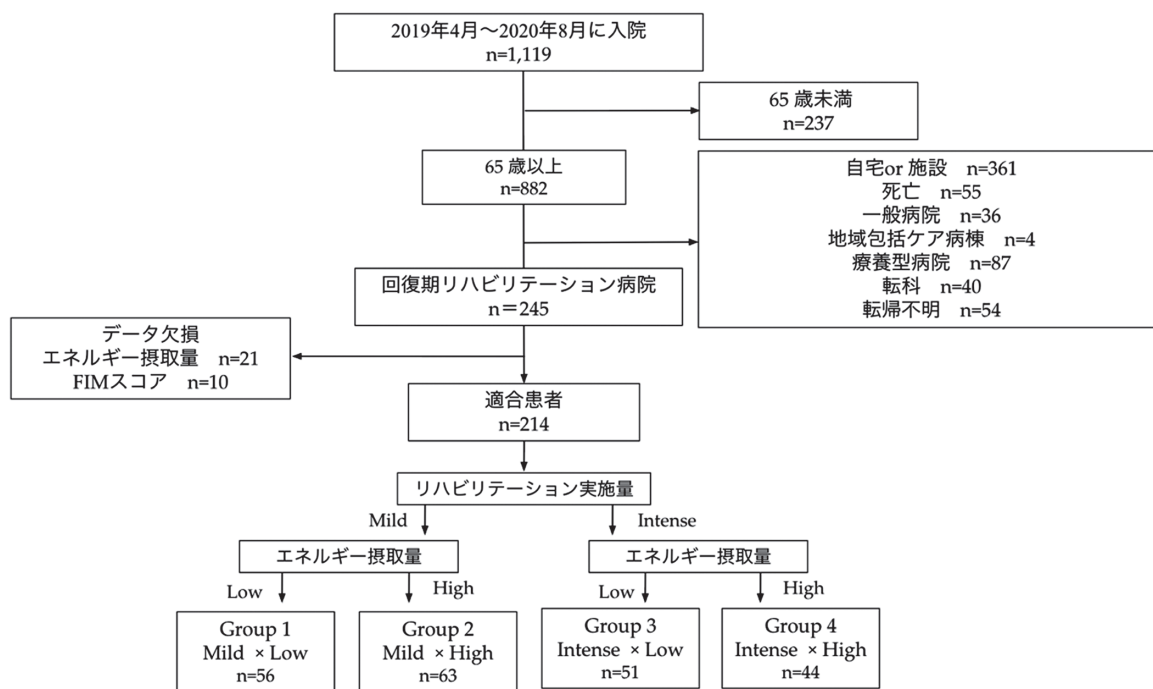 2019年4月～2020年8月に入院
n=1,119
65 歳未満
n=237
65 歳以上
n=882
自宅or 施設　n=361
死亡　n=55
一般病院　n=36
地域包括ケア病棟　n=4
療養型病院　n=87
転科　n=40
転帰不明　n=54
回復期リハビリテーション病院
n＝245
データ欠損
エネルギー摂取量　n=21
FIMスコア　n=10
適合患者
n=214
リハビリテーション実施量
Mild
Intense
エネルギー摂取量
エネルギー摂取量
Low
High
Low
High
Group 1
Mild ×Low
n=56
Group 2
Mild ×High
n=63
Group 3
Intense ×Low
n=51
Group 4
Intense ×High
n=44